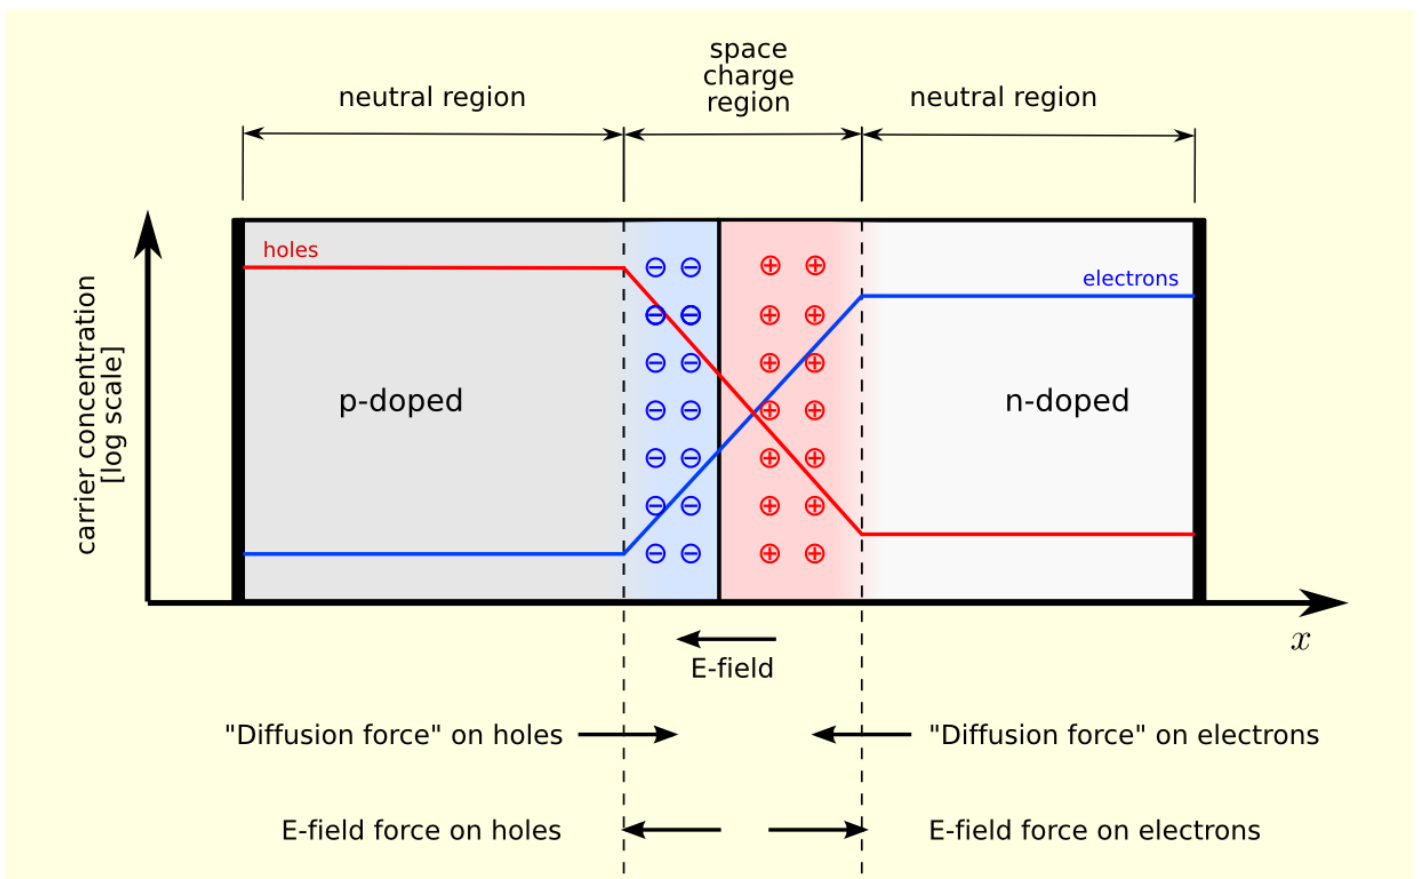 space
charge
region
neutral region
neutral region
holes
electrons
p-doped
n-doped
carrier concentration
[log scale]
x
E-field
"Diffusion force" on holes
"Diffusion force" on electrons
E-field force on holes
E-field force on electrons